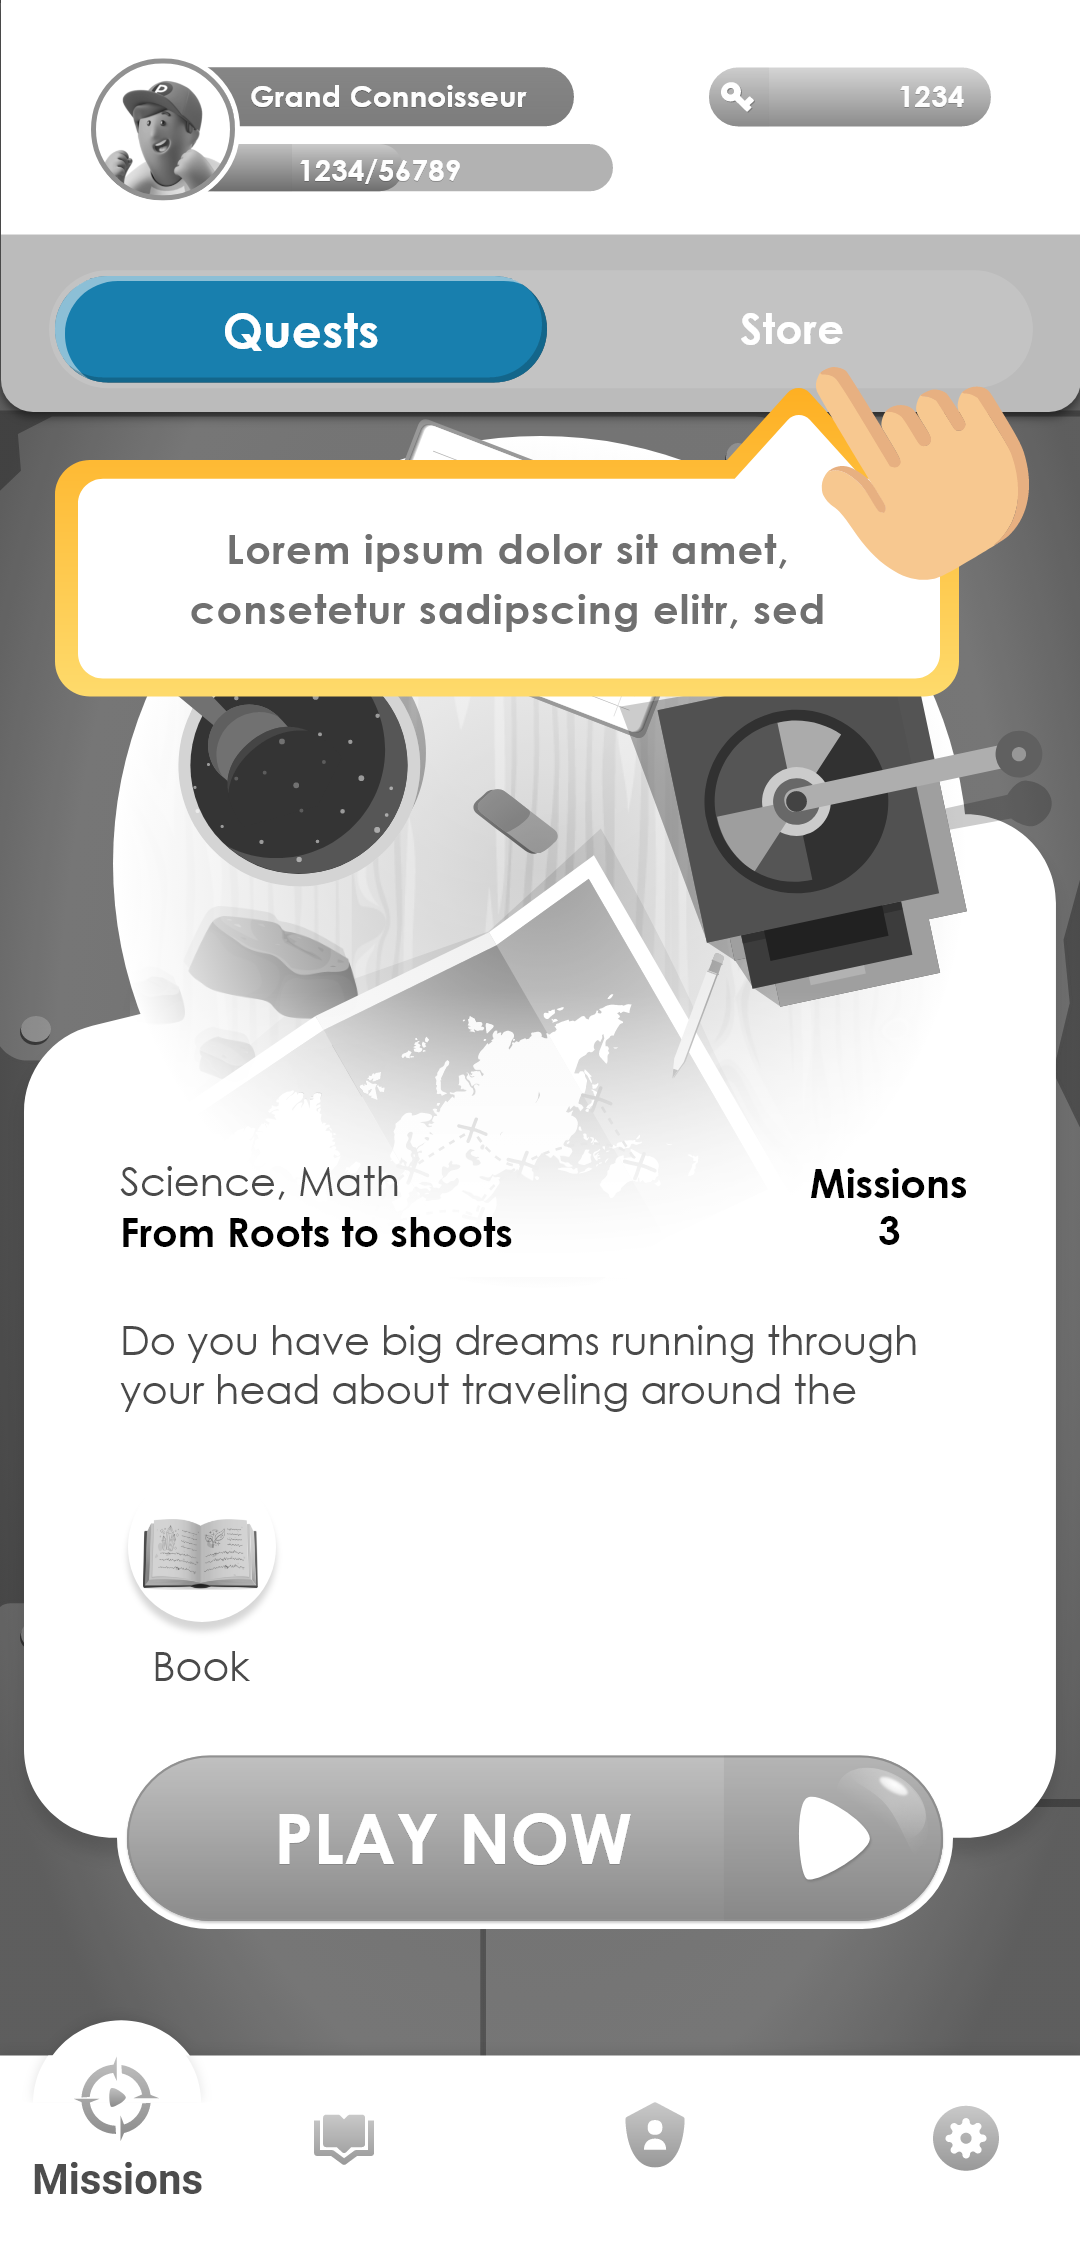 P
Grand Connoisseur
1234
1234/56789
Quests
Store
Lorem ipsum dolor sit amet,
consetetur sadipscing elitr, sed
Science, Math
From Roots to shoots
Missions
3
Do you have big dreams running through
your head about traveling around the
Book
PLAY NOW
Missions